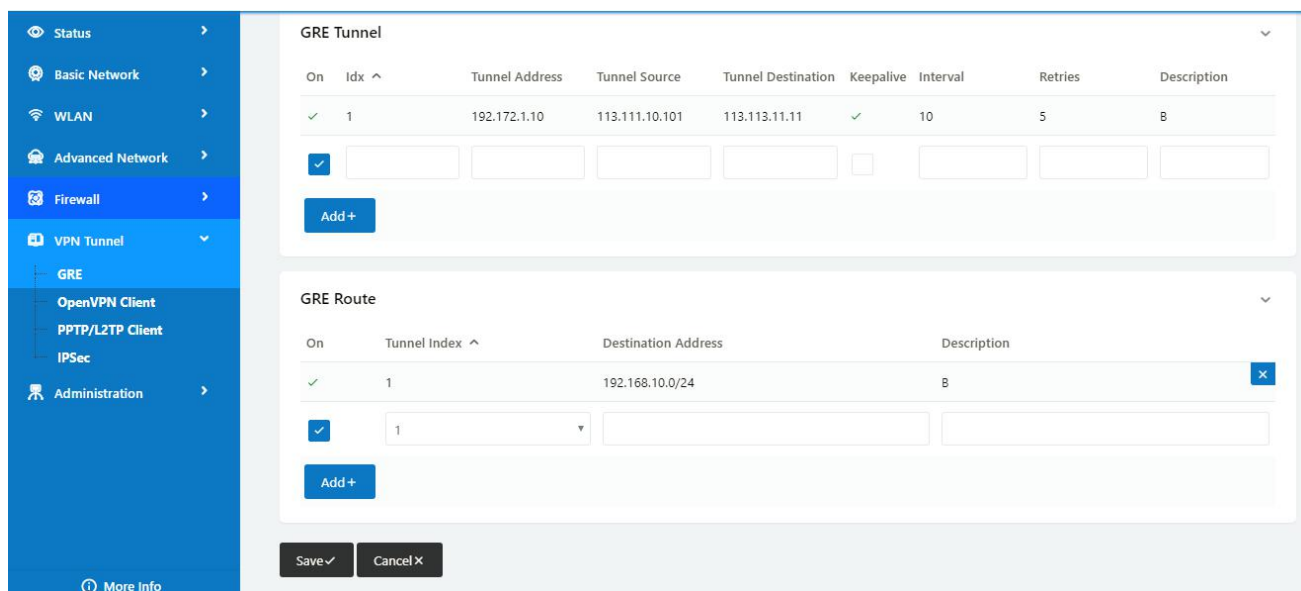 Status
Basic Network
WLAN
Advanced Network
Firewall
VPN Tunnel
GRE
OpenVPN Client
PPTP/L2TP Client
IPSec
Administration
More Info
GRE Tunnel
On Idx Tunnel Address Tunnel Source Tunnel Destination Keepalive Interval Retries Description
1 192.172.1.10 113.111.10.101 113.113.11.11 10 5 B
Add+
GRE Route
On Tunnel Index Destination Address Description
1 192.168.10.0/24 B
1
Add+
Save
Cancel